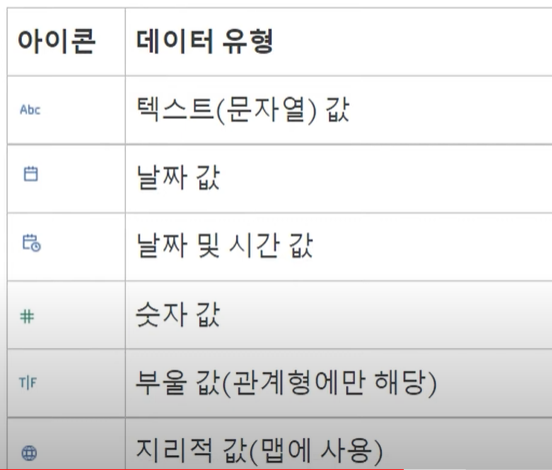 아이콘 데이터 유형
Abc 텍스트(문자열) 값
날짜 값
날짜 및 시간 값
# 숫자 값
T|F 부울 값(관계형에만 해당)
지리적 값(맵에 사용)